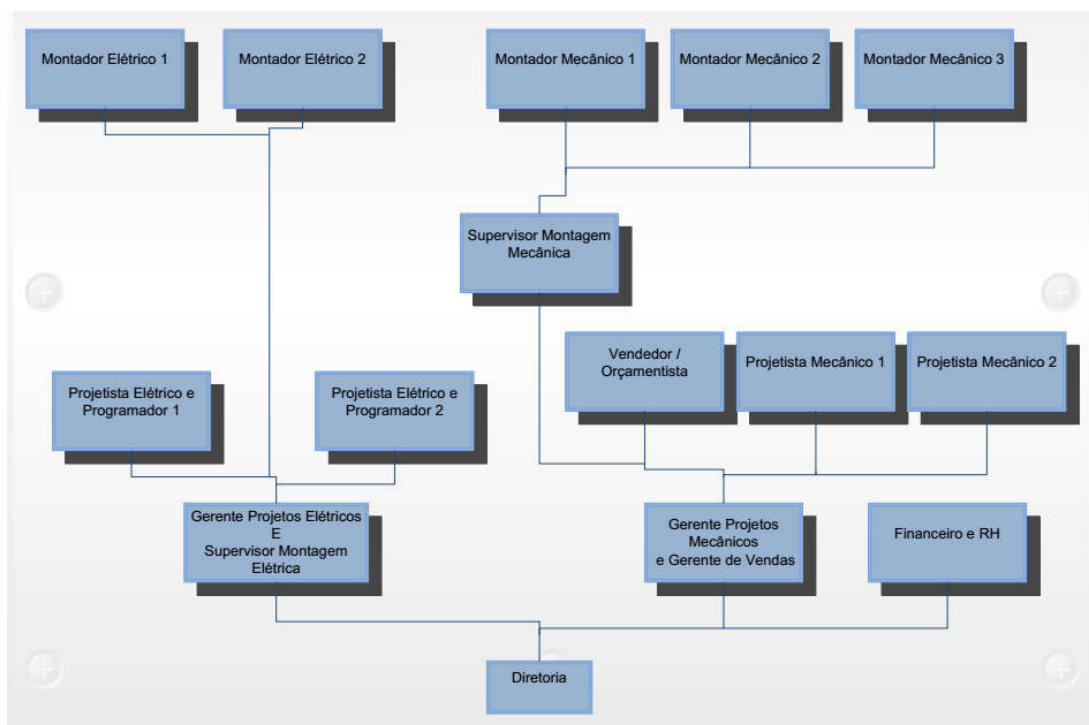 Montador Elétrico 1
Montador Elétrico 2
Montador Mecânico 1
Montador Mecânico 2
Montador Mecânico 3
Supervisor Montagem
Mecânica
Vendedor /
Orçamentista
Projetista Mecânico 1
Projetista Mecânico 2
Projetista Elétrico e
Programador 1
Projetista Elétrico e
Programador 2
Gerente Projetos Elétricos
E
Supervisor Montagem
Elétrica
Gerente Projetos
Mecânicos
e Gerente de Vendas
Financeiro e RH
Diretoria